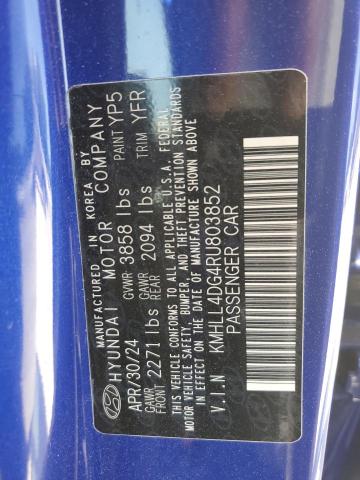 MANUFACTURED IN KOREA BY
HYUNDAI MOTOR COMPANY
APR/30/24 GVWR 3858 lbs PAINT YP5
GAWR FRONT 2271 lbs GAWR REAR 2094 lbs TRIM YFR
THIS VEHICLE CONFORMS TO ALL APPLICABLE U.S.A. FEDERAL
MOTOR VEHICLE SAFETY, BUMPER, AND THEFT PREVENTION STANDARDS
IN EFFECT ON THE DATE OF MANUFACTURE SHOWN ABOVE
V.I.N KMHLL4DG4RU803852
PASSENGER CAR